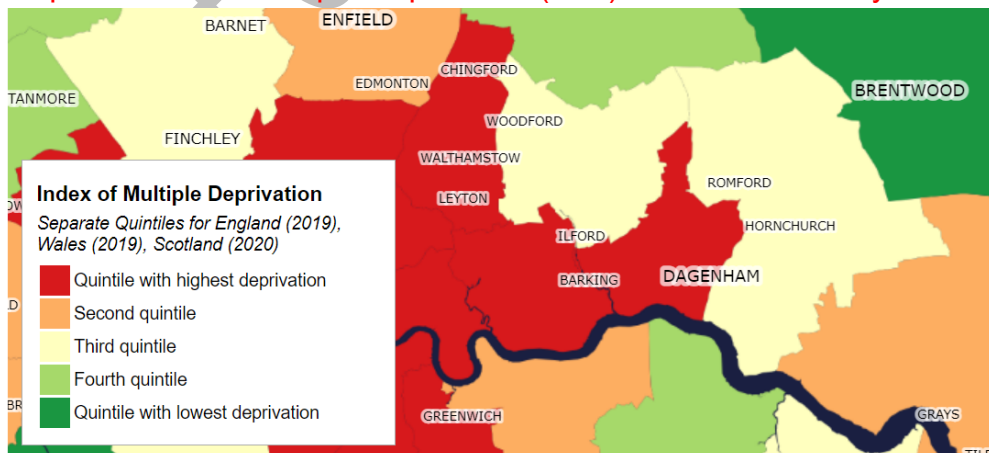 BARNET
ENFIELD
CHINGFORD
EDMONTON
TANMORE
BRENTWOOD
WOODFORD
FINCHLEY
WALTHAMSTOW
ROMFORD
LEYTON
HORNCHURCH
ILFORD
BARKING
DAGENHAM
GREENWICH
GRAYS
Index of Multiple Deprivation
Separate Quintiles for England (2019),
Wales (2019), Scotland (2020)
Quintile with highest deprivation
Second quintile
Third quintile
Fourth quintile
Quintile with lowest deprivation